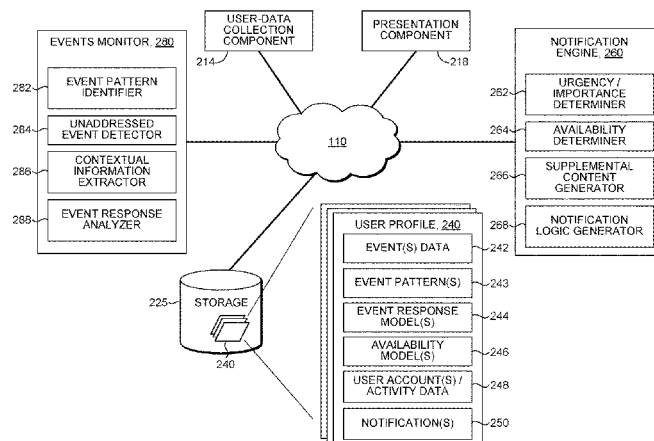 EVENTS MONITOR, 280
282
EVENT PATTERN
IDENTIFIER
284
UNADDRESSED
EVENT DETECTOR
286
CONTEXTUAL
INFORMATION
EXTRACTOR
288
EVENT RESPONSE
ANALYZER
USER-DATA
COLLECTION
COMPONENT
214
PRESENTATION
COMPONENT
218
110
NOTIFICATION
ENGINE, 260
262
URGENCY /
IMPORTANCE
DETERMINER
264
AVAILABILITY
DETERMINER
266
SUPPLEMENTAL
CONTENT
GENERATOR
268
NOTIFICATION
LOGIC GENERATOR
225
STORAGE
240
USER PROFILE, 240
EVENT(S) DATA
242
EVENT PATTERN(S)
243
EVENT RESPONSE
MODEL(S)
244
AVAILABILITY
MODEL(S)
246
USER ACCOUNT(S) /
ACTIVITY DATA
248
NOTIFICATION(S)
250